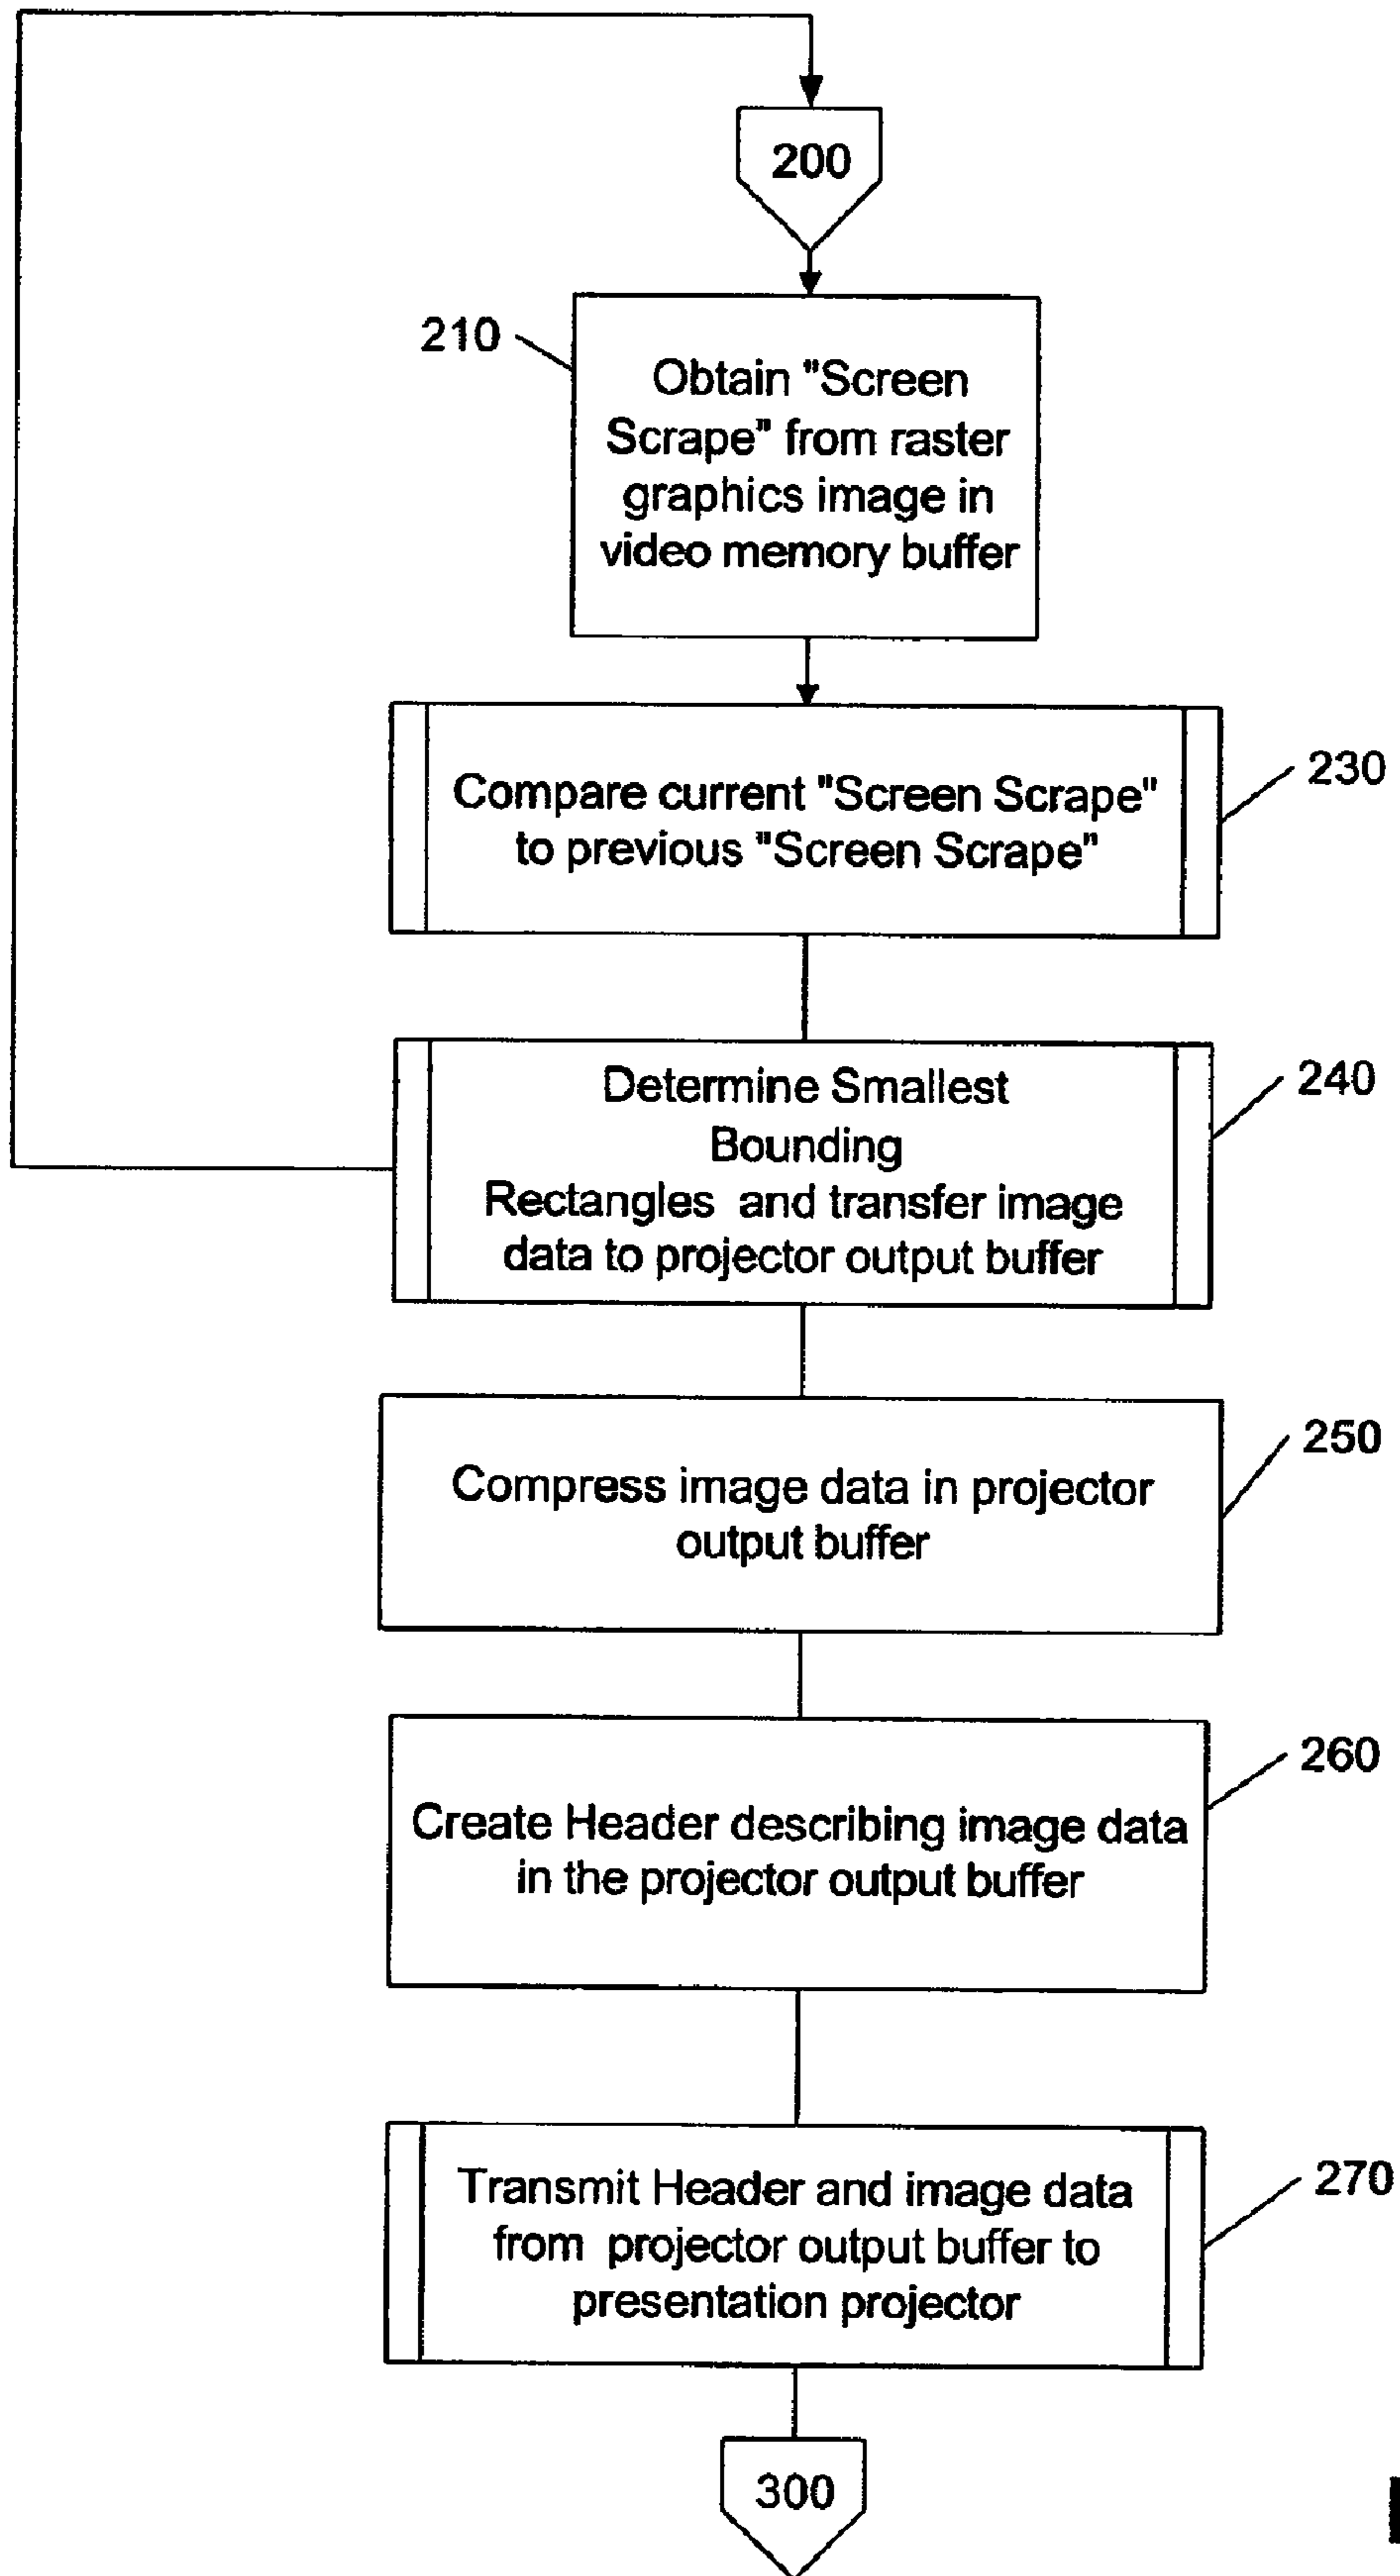 200
210
Obtain "Screen
Scrape" from raster
graphics image in
video memory buffer
Compare current "Screen Scrape"
to previous "Screen Scrape"
230
Determine Smallest
Bounding
Rectangles and transfer image
data to projector output buffer
240
Compress image data in projector
output buffer
250
Create Header describing image data
in the projector output buffer
260
Transmit Header and image data
from projector output buffer to
presentation projector
270
300